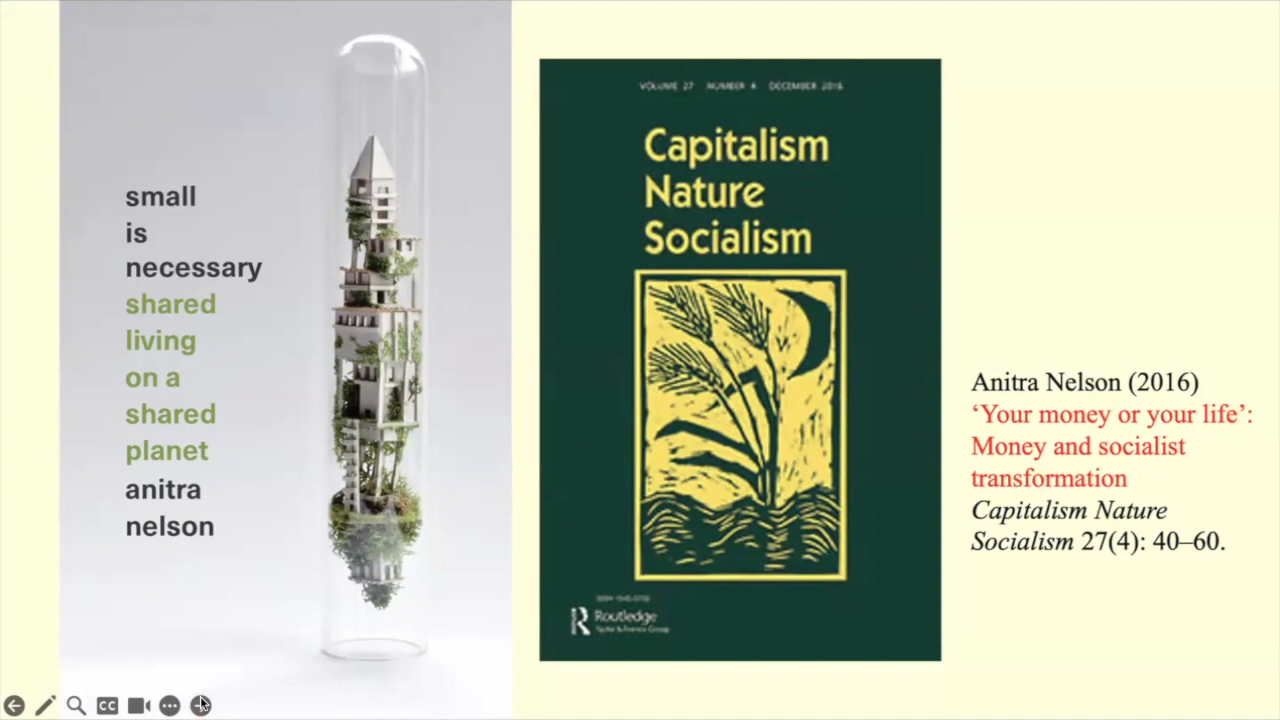 small
is
necessary
shared
living
on a
shared
planet
anitra
nelson
VOLUME 27 NUMBER 4 DECEMBER 2016
Capitalism
Nature
Socialism
Routledge
Taylor & Francis Group
Anitra Nelson (2016)
‘Your money or your life’:
Money and socialist
transformation
Capitalism Nature
Socialism 27(4): 40–60.
CC